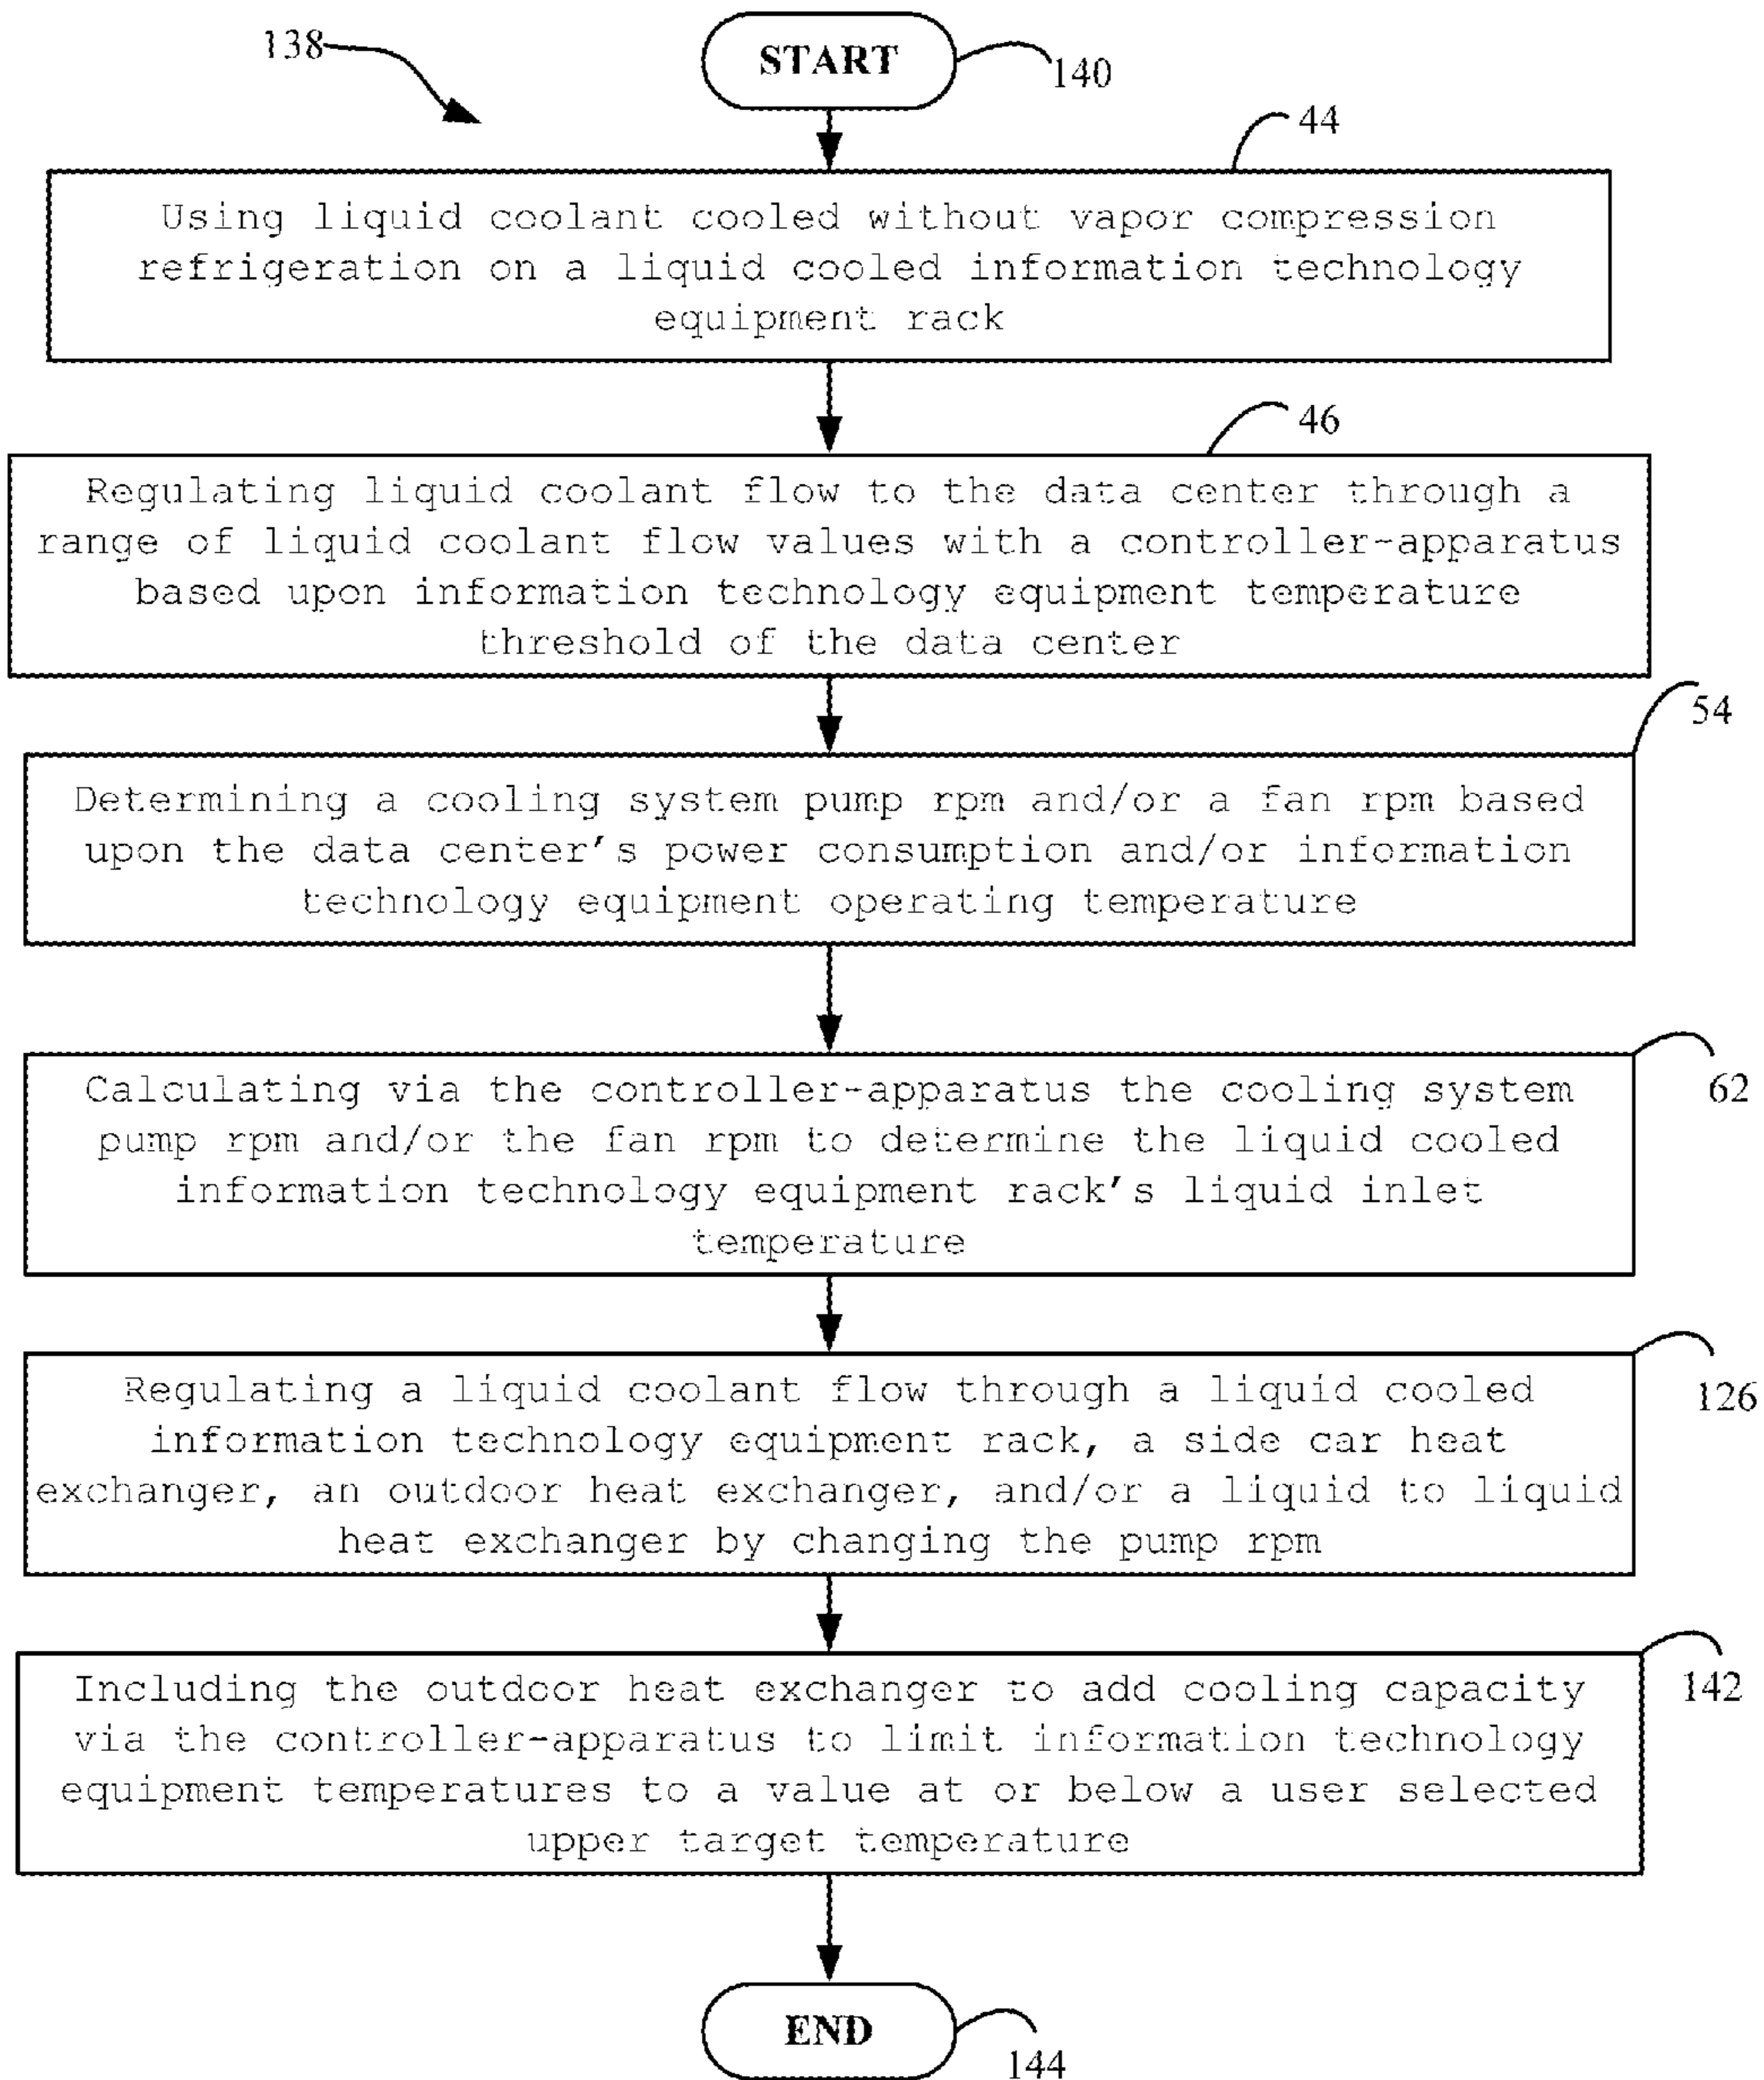 138
START
140
44
Using liquid coolant cooled without vapor compression
refrigeration on a liquid cooled information technology
equipment rack
46
Regulating liquid coolant flow to the data center through a
range of liquid coolant flow values with a controller-apparatus
based upon information technology equipment temperature
threshold of the data center
54
Determining a cooling system pump rpm and/or a fan rpm based
upon the data center's power consumption and/or information
technology equipment operating temperature
62
Calculating via the controller-apparatus the cooling system
pump rpm and/or the fan rpm to determine the liquid cooled
information technology equipment rack's liquid inlet
temperature
126
Regulating a liquid coolant flow through a liquid cooled
information technology equipment rack, a side car heat
exchanger, an outdoor heat exchanger, and/or a liquid to liquid
heat exchanger by changing the pump rpm
142
Including the outdoor heat exchanger to add cooling capacity
via the controller-apparatus to limit information technology
equipment temperatures to a value at or below a user selected
upper target temperature
END
144